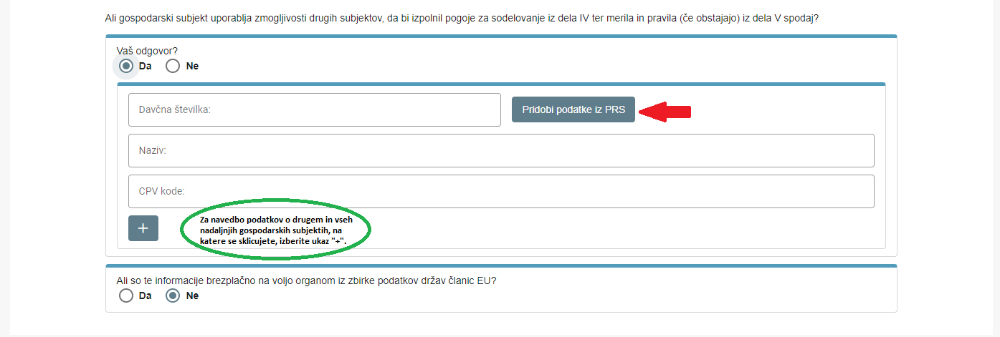 Ali gospodarski subjekt uporablja zmogljivosti drugih subjektov, da bi izpolnil pogoje za sodelovanje iz dela IV ter merila in pravila (če obstajajo) iz dela V spodaj?
Vaš odgovor?
Da Ne
Davčna številka: Pridobi podatke iz PRS
Naziv:
CPV kode:
Za navedbo podatkov o drugem in vseh
+ nadaljnjih gospodarskih subjektih, na
katere se sklicujete, izberite ukaz "+".
Ali so te informacije brezplačno na voljo organom iz zbirke podatkov držav članic EU?
Da Ne